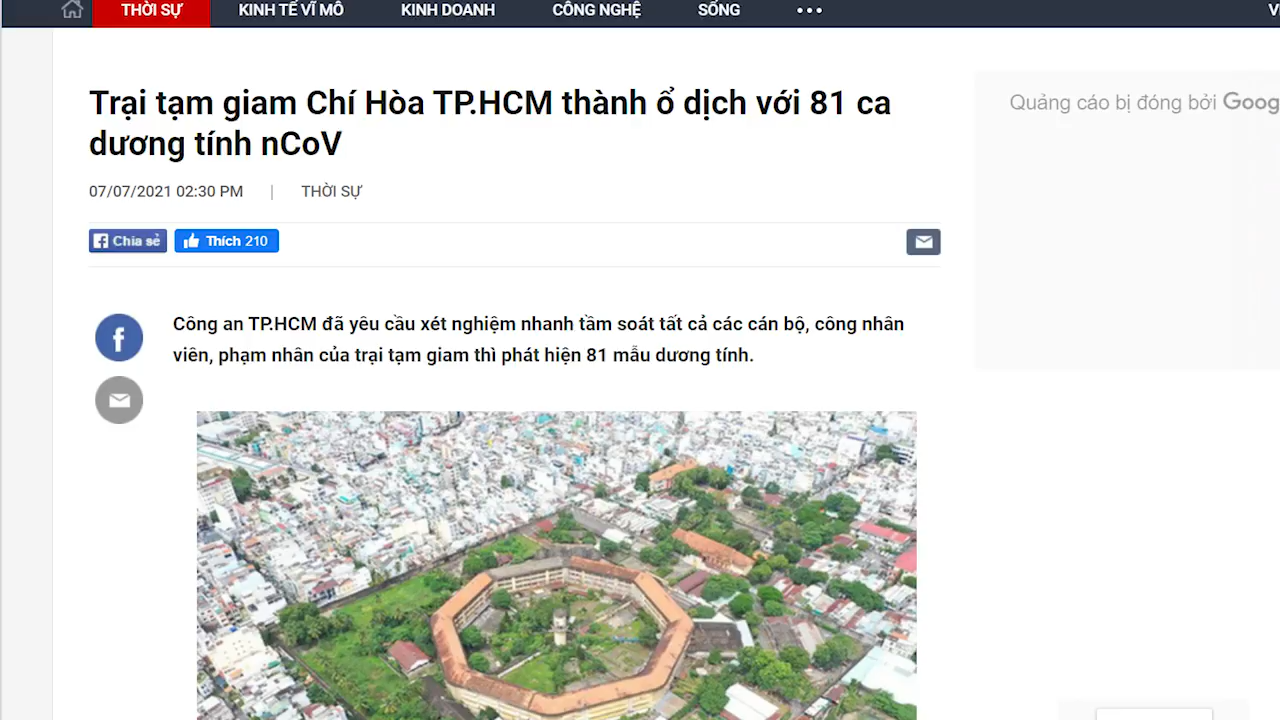 THỜI SỰ KINH TẾ VĨ MÔ KINH DOANH CÔNG NGHỆ SỐNG
Trại tạm giam Chí Hòa TP.HCM thành ổ dịch với 81 ca
dương tính nCoV
07/07/2021 02:30 PM | THỜI SỰ
Chia sẻ Thích 210
Công an TP.HCM đã yêu cầu xét nghiệm nhanh tầm soát tất cả các cán bộ, công nhân
viên, phạm nhân của trại tạm giam thì phát hiện 81 mẫu dương tính.
Quảng cáo bị đóng bởi Goog